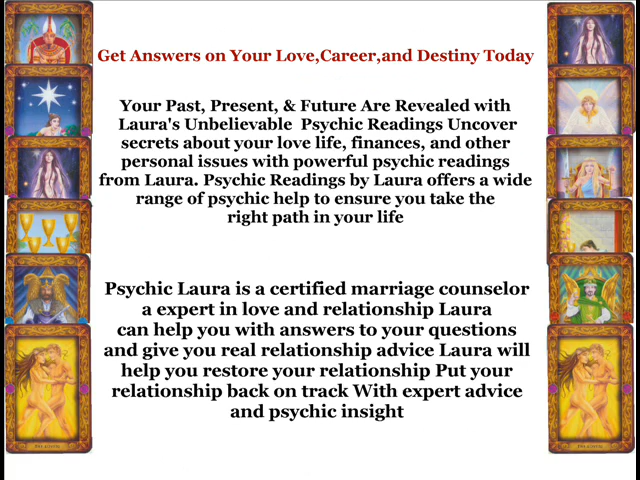 Get Answers on Your Love,Career,and Destiny Today
Your Past, Present, & Future Are Revealed with
Laura's Unbelievable  Psychic Readings Uncover
secrets about your love life, finances, and other
personal issues with powerful psychic readings
from Laura. Psychic Readings by Laura offers a wide
range of psychic help to ensure you take the
right path in your life
Psychic Laura is a certified marriage counselor
a expert in love and relationship Laura
can help you with answers to your questions
and give you real relationship advice Laura will
help you restore your relationship Put your
relationship back on track With expert advice
and psychic insight